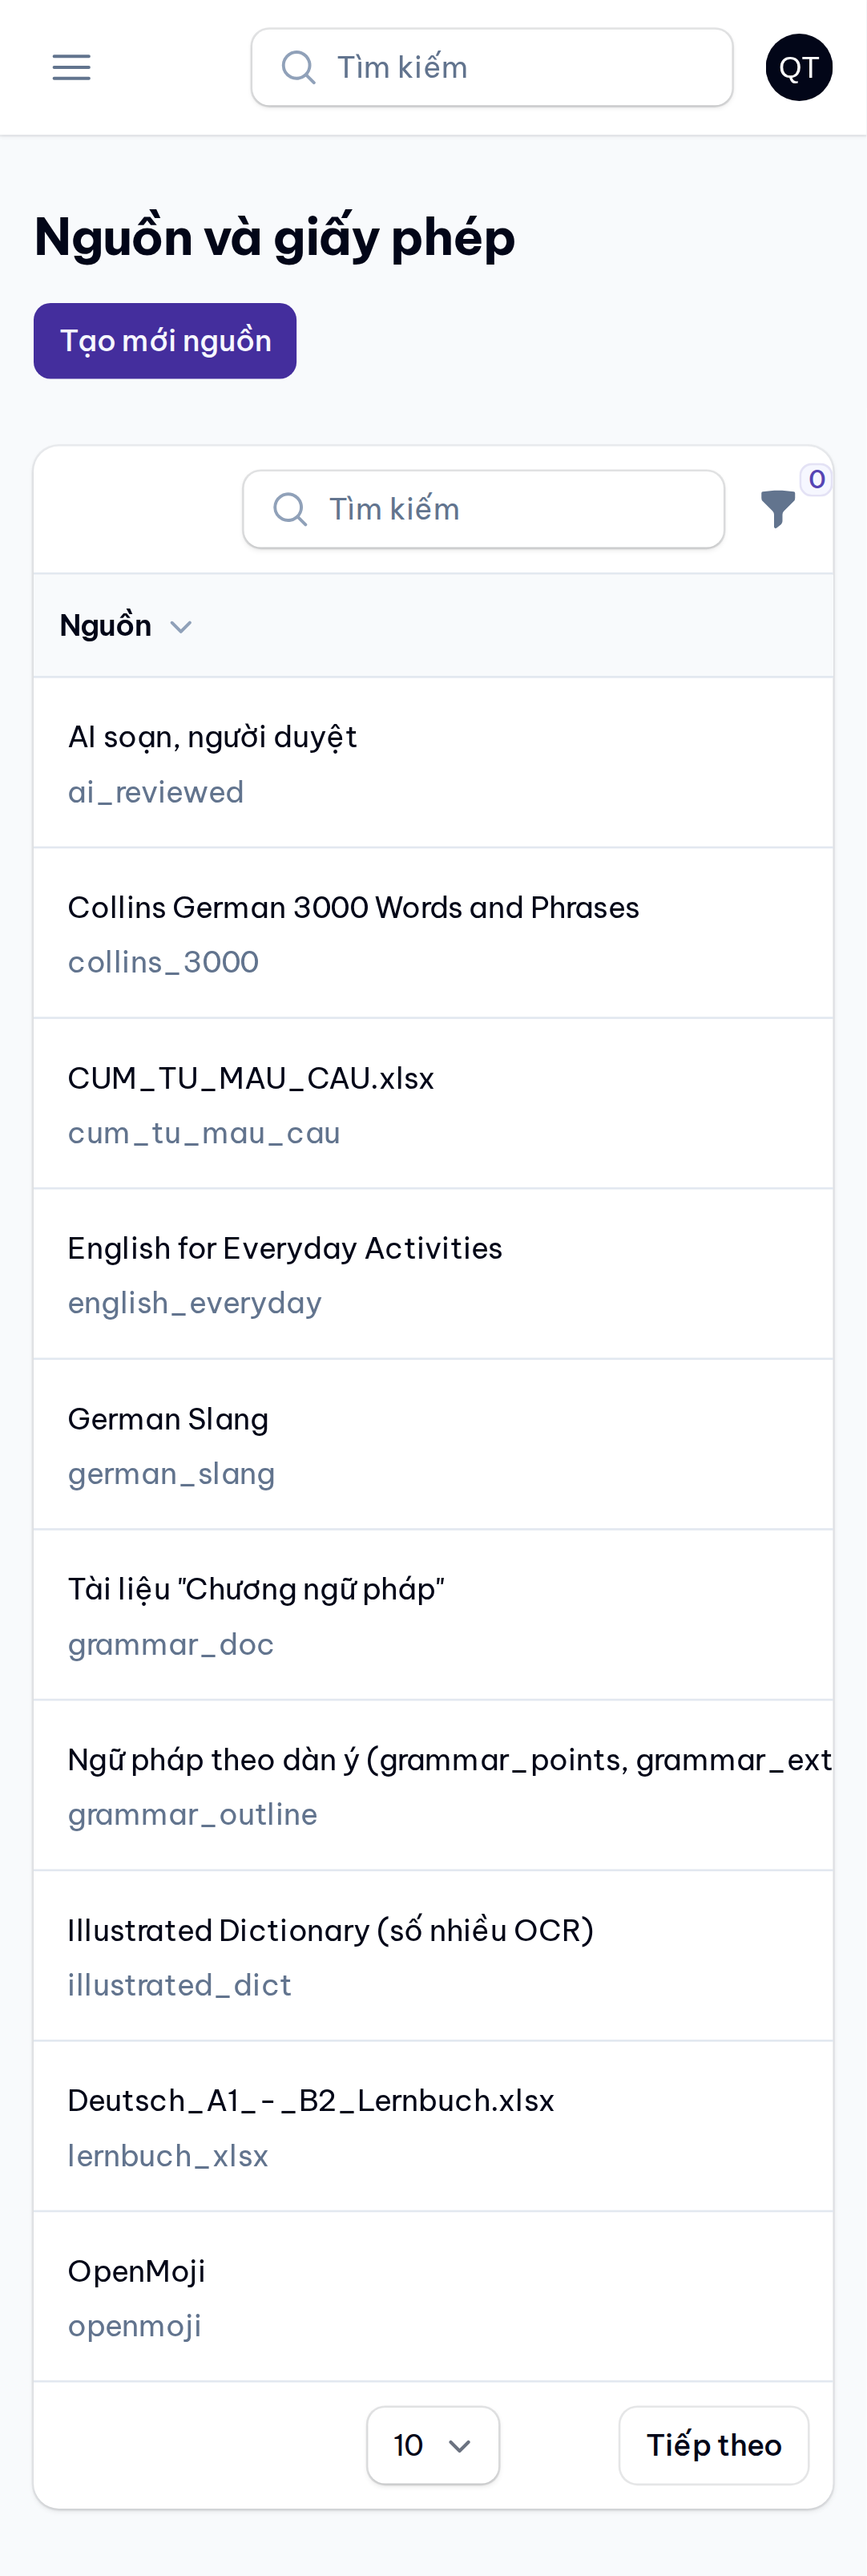 Tìm kiếm
QT
Nguồn và giấy phép
Tạo mới nguồn
Tìm kiếm
0
Nguồn
AI soạn, người duyệt
ai_reviewed
Collins German 3000 Words and Phrases
collins_3000
CUM_TU_MAU_CAU.xlsx
cum_tu_mau_cau
English for Everyday Activities
english_everyday
German Slang
german_slang
Tài liệu "Chương ngữ pháp"
grammar_doc
Ngữ pháp theo dàn ý (grammar_points, grammar_ext
grammar_outline
Illustrated Dictionary (số nhiều OCR)
illustrated_dict
Deutsch_A1_-_B2_Lernbuch.xlsx
lernbuch_xlsx
OpenMoji
openmoji
10
Tiếp theo